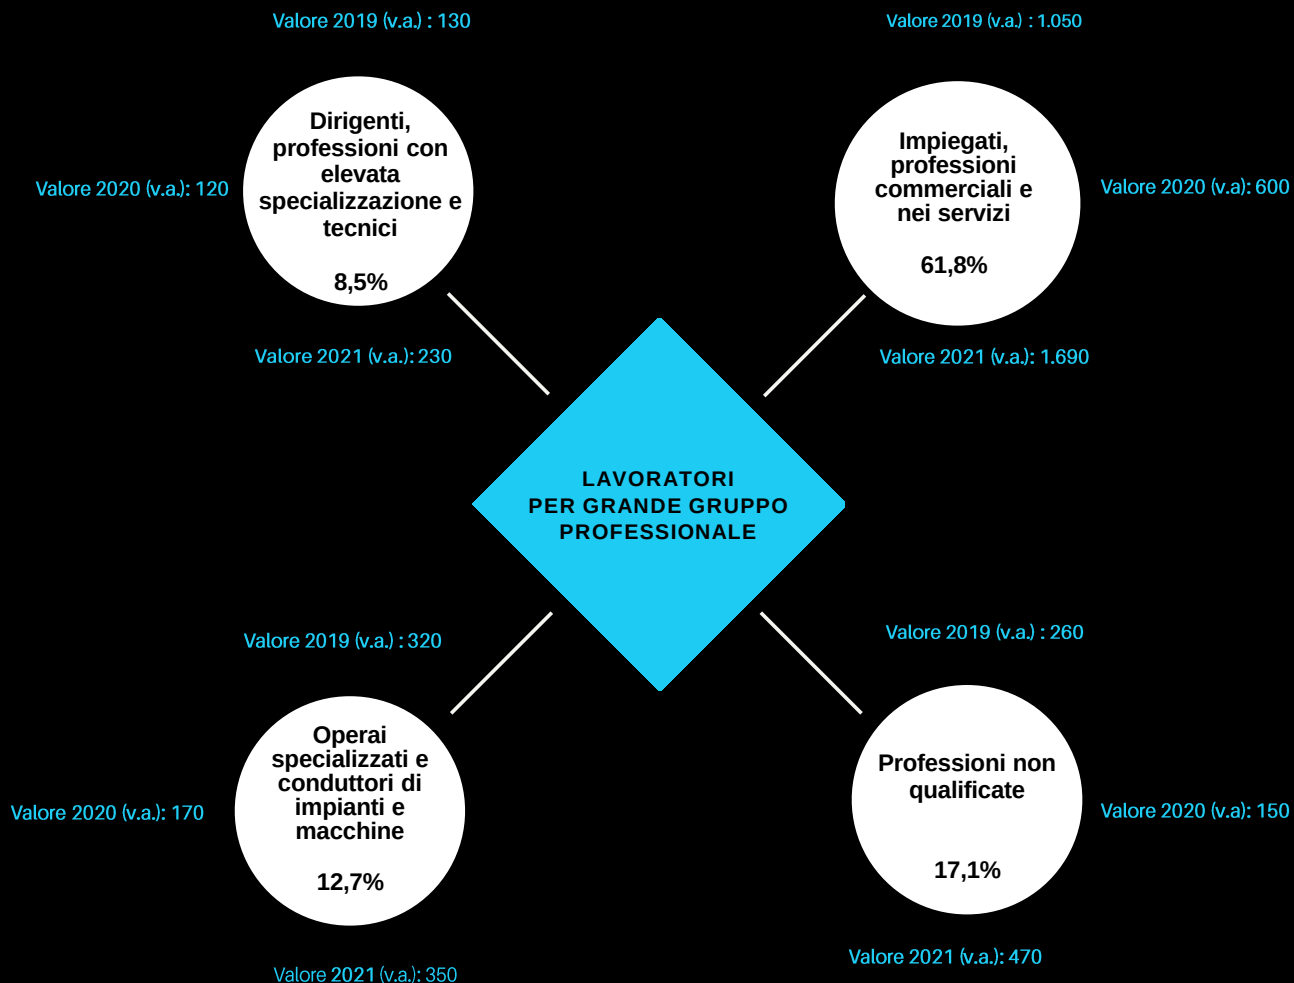 Valore 2019 (v.a.) : 130
Dirigenti,
professioni con
elevata
specializzazione e
tecnici
8,5%
Valore 2020 (v.a.): 120
Valore 2021 (v.a.): 230
Valore 2019 (v.a.) : 1.050
Impiegati,
professioni
commerciali e
nei servizi
61,8%
Valore 2020 (v.a): 600
Valore 2021 (v.a.): 1.690
LAVORATORI
PER GRANDE GRUPPO
PROFESSIONALE
Valore 2019 (v.a.) : 320
Operai
specializzati e
conduttori di
impianti e
macchine
12,7%
Valore 2020 (v.a.): 170
Valore 2021 (v.a.): 350
Valore 2019 (v.a.) : 260
Professioni non
qualificate
17,1%
Valore 2020 (v.a): 150
Valore 2021 (v.a.): 470